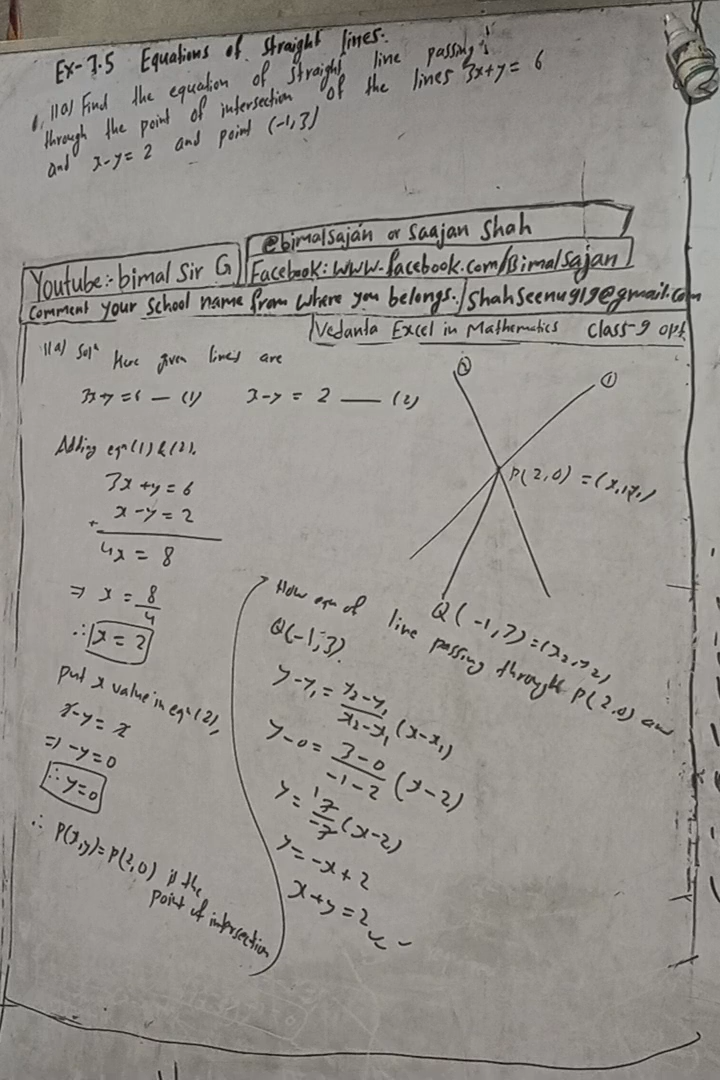 Ex-3.5 Equations of straight lines.
1. 11a) Find the equation of straight line passing
through the point of intersection of the lines 3x+y= 6
and x-y= 2 and point (-1,3)
@bimalsajan or Saajan Shah
Youtube:- bimal Sir G
Facebook: www.facebook.com/Bimalsajan
Comment your School name from where you belongs./Shahseenu919@gmail.com
Vedanta Excel in Mathematics Class-9 opt.
11a) Solⁿ Here given lines are
3x+y=6 — (1) x-y = 2 — (2)
② ①
Adding eqⁿ(1) & (2).
3x+y=6
x-y=2
+
4x = 8
P(2,0) = (x₁,y₁)
⇒ x = 8/4
∴ x = 2
Put x value in eqⁿ(2),
x-y= x
⇒ -y=0
∴ y=0
∴ P(x,y)=P(2,0) is the
point of intersection
Q(-1,3)=(x₂,y₂)
Now eqn of line passing through P(2,0) and
Q(-1,3).
y-y₁= y₂-y₁/x₂-x₁ (x-x₁)
y-0= 3-0/-1-2 (x-2)
y= 3/-3 (x-2)
y= -x+2
x+y=2